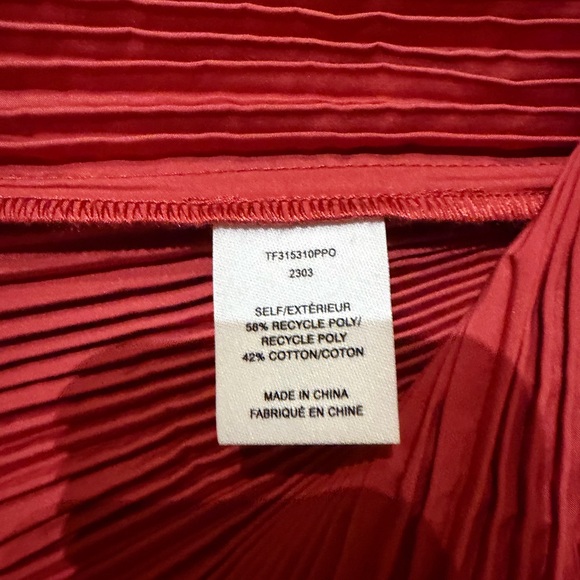 TF315310PPO
2303
SELF/EXTÉRIEUR
58% RECYCLE POLY/
RECYCLE POLY
42% COTTON/COTON
MADE IN CHINA
FABRIQUÉ EN CHINE